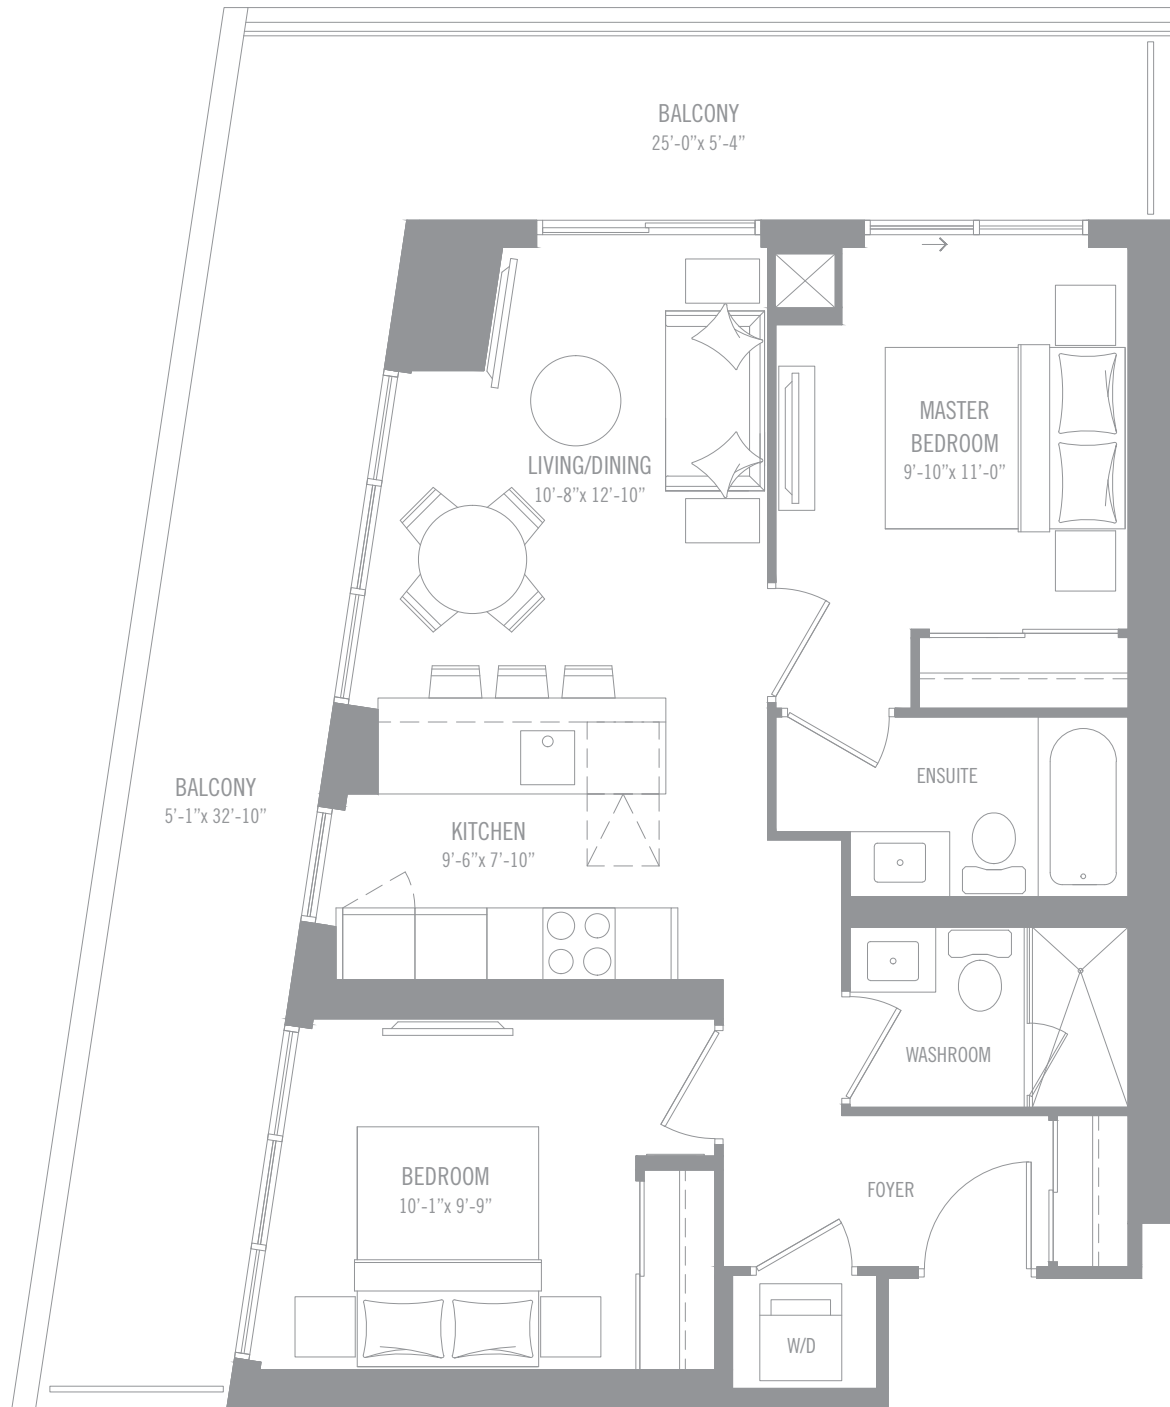 BALCONY
25’-0”x 5’-4”
MASTER
BEDROOM
9’-10”x 11’-0”
LIVING/DINING
10’-8”x 12’-10”
ENSUITE
BALCONY
5’-1”x 32’-10”
KITCHEN
9’-6”x 7’-10”
WASHROOM
BEDROOM
10’-1”x 9’-9”
FOYER
W/D